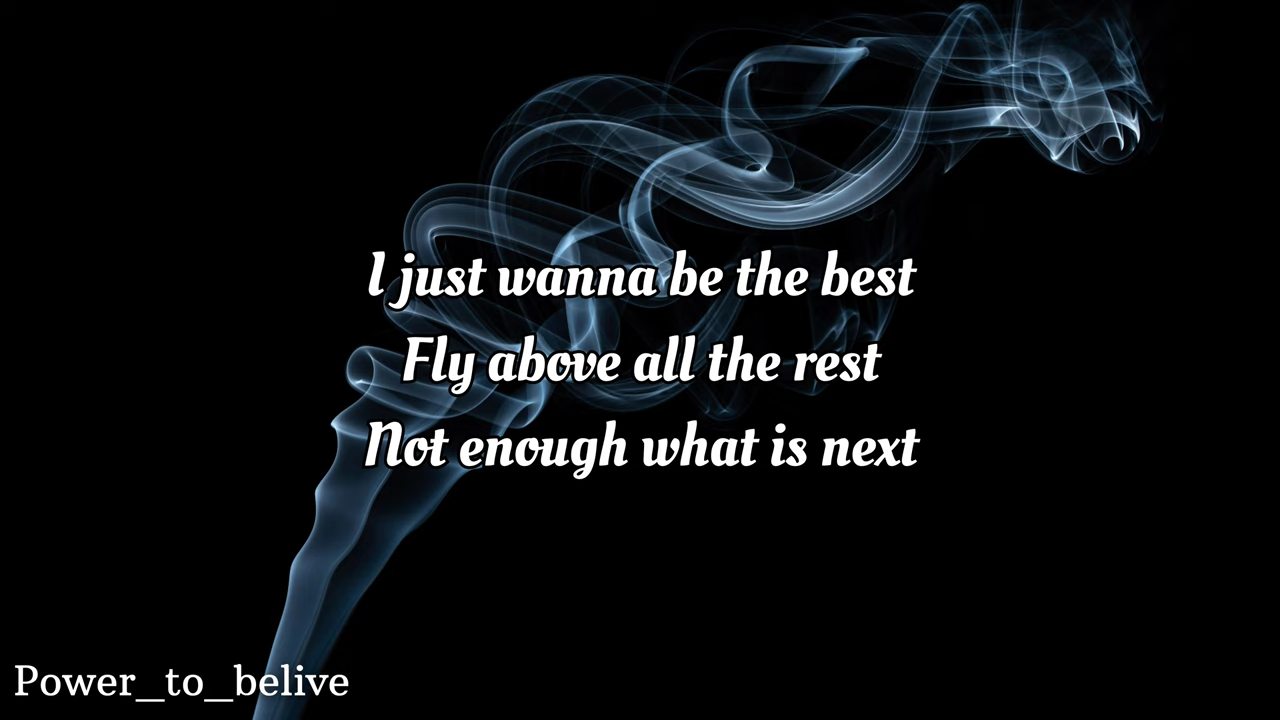 I just wanna be the best
Fly above all the rest
Not enough what is next
Power_to_belive